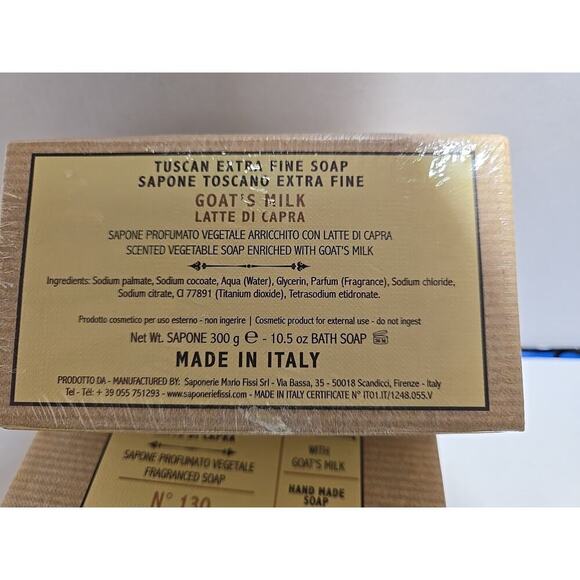 TUSCAN EXTRA FINE SOAP
SAPONE TOSCANO EXTRA FINE
GOAT'S MILK
LATTE DI CAPRA
SAPONE PROFUMATO VEGETALE ARRICCHITO CON LATTE DI CAPRA
SCENTED VEGETABLE SOAP ENRICHED WITH GOAT'S MILK
Ingredients: Sodium palmate, Sodium cocoate, Aqua (Water), Glycerin, Parfum (Fragrance), Sodium chloride,
Sodium citrate, CI 77891 (Titanium dioxide), Tetrasodium etidronate.
Prodotto cosmetico per uso esterno - non ingerire | Cosmetic product for external use - do not ingest
Net Wt. SAPONE 300 g ℮ - 10.5 oz BATH SOAP
MADE IN ITALY
PRODOTTO DA - MANUFACTURED BY: Saponerie Mario Fissi Srl - Via Bassa, 35 - 50018 Scandicci, Firenze - Italy
Tel - Tél: + 39 055 751293 - www.saponeriefissi.com - MADE IN ITALY CERTIFICATE N° IT01.IT/1248.055.V
DI CAPRA
SAPONE PROFUMATO VEGETALE
FRAGRANCED SOAP
N° 130
WITH
GOAT'S MILK
HAND MADE
SOAP